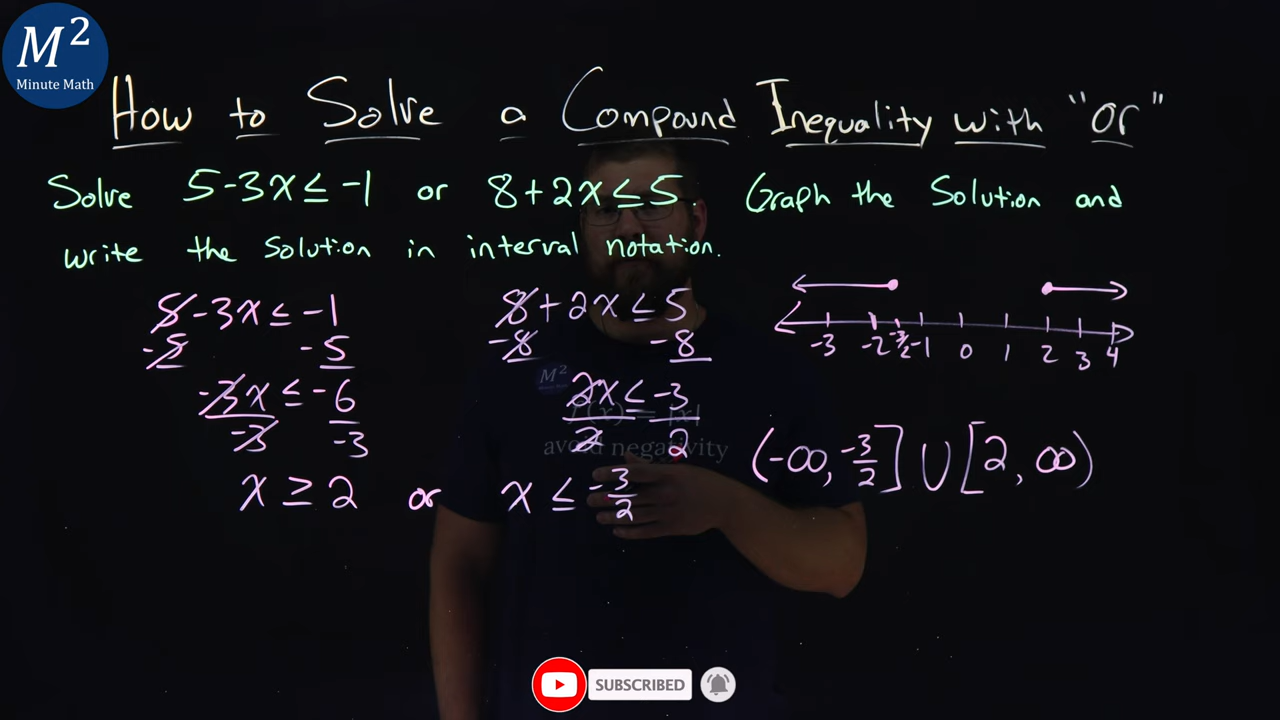 M²
Minute Math
How to Solve a Compound Inequality with "or"
Solve 5-3x≤-1 or 8+2x≤5. Graph the Solution and
write the solution in interval notation.
5-3x≤-1
-5 -5
-3x≤-6
-3 -3
x≥2 or x≤-3/2
8+2x≤5
-8 -8
2x≤-3
2 2
-3 -2 -3/2 -1 0 1 2 3 4
(-∞, -3/2] ∪ [2, ∞)
M²
f(x) = |x|
avoid negativity
SUBSCRIBED